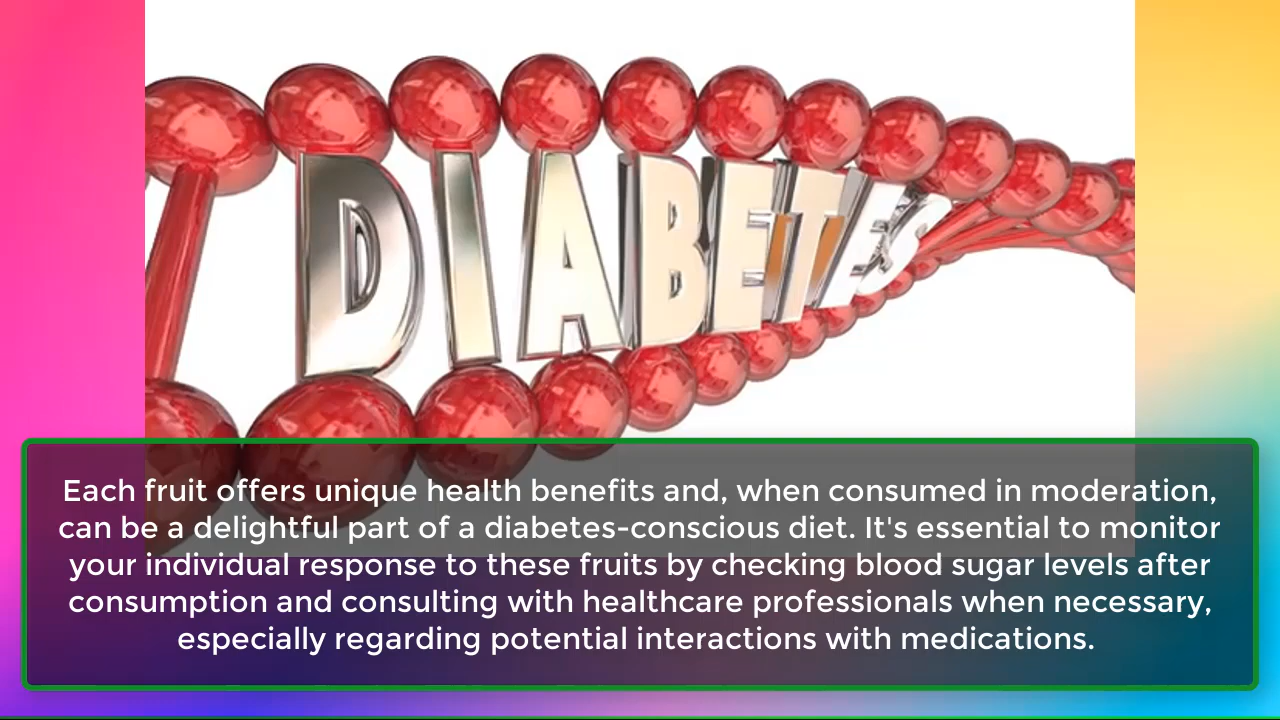 DIABETES
Each fruit offers unique health benefits and, when consumed in moderation,
can be a delightful part of a diabetes-conscious diet. It's essential to monitor
your individual response to these fruits by checking blood sugar levels after
consumption and consulting with healthcare professionals when necessary,
especially regarding potential interactions with medications.